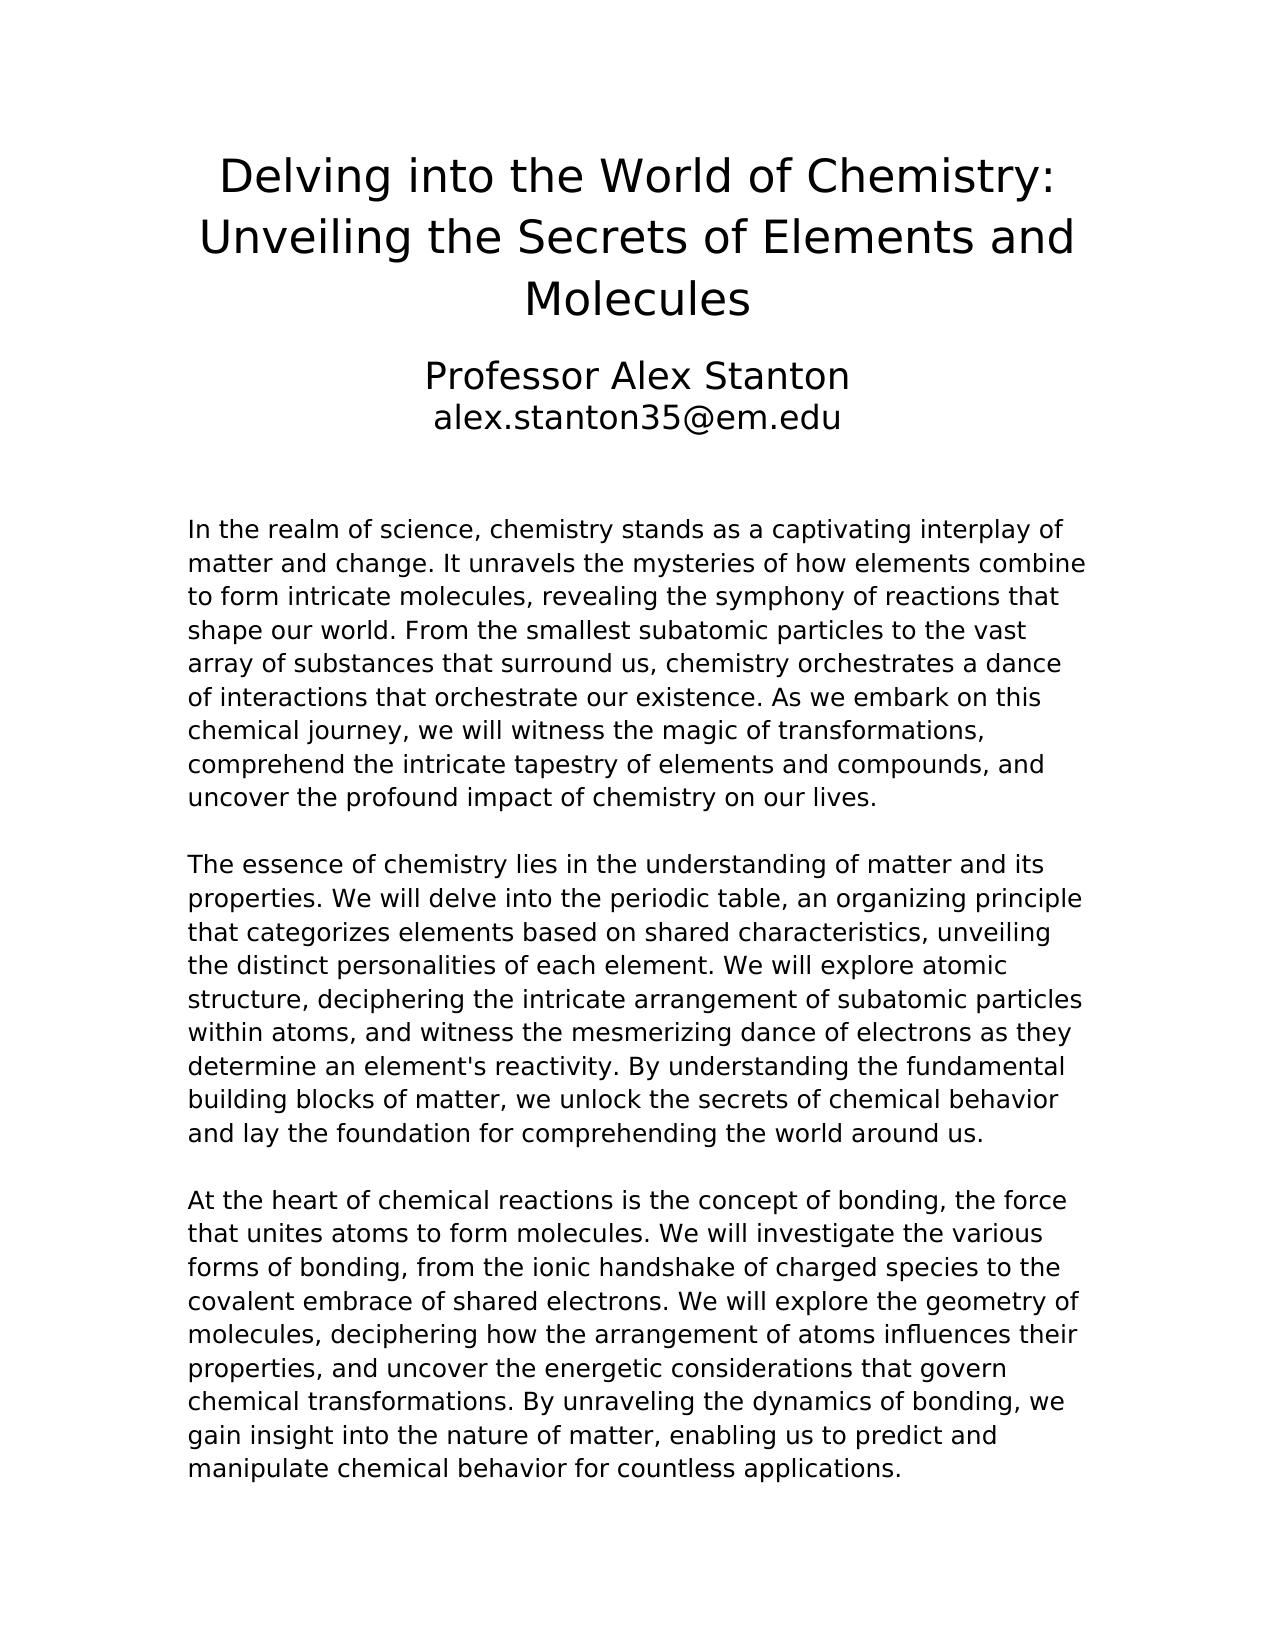 Delving into the World of Chemistry:
Unveiling the Secrets of Elements and
Molecules
Professor Alex Stanton
alex.stanton35@em.edu
In the realm of science, chemistry stands as a captivating interplay of
matter and change. It unravels the mysteries of how elements combine
to form intricate molecules, revealing the symphony of reactions that
shape our world. From the smallest subatomic particles to the vast
array of substances that surround us, chemistry orchestrates a dance
of interactions that orchestrate our existence. As we embark on this
chemical journey, we will witness the magic of transformations,
comprehend the intricate tapestry of elements and compounds, and
uncover the profound impact of chemistry on our lives.
The essence of chemistry lies in the understanding of matter and its
properties. We will delve into the periodic table, an organizing principle
that categorizes elements based on shared characteristics, unveiling
the distinct personalities of each element. We will explore atomic
structure, deciphering the intricate arrangement of subatomic particles
within atoms, and witness the mesmerizing dance of electrons as they
determine an element's reactivity. By understanding the fundamental
building blocks of matter, we unlock the secrets of chemical behavior
and lay the foundation for comprehending the world around us.
At the heart of chemical reactions is the concept of bonding, the force
that unites atoms to form molecules. We will investigate the various
forms of bonding, from the ionic handshake of charged species to the
covalent embrace of shared electrons. We will explore the geometry of
molecules, deciphering how the arrangement of atoms influences their
properties, and uncover the energetic considerations that govern
chemical transformations. By unraveling the dynamics of bonding, we
gain insight into the nature of matter, enabling us to predict and
manipulate chemical behavior for countless applications.